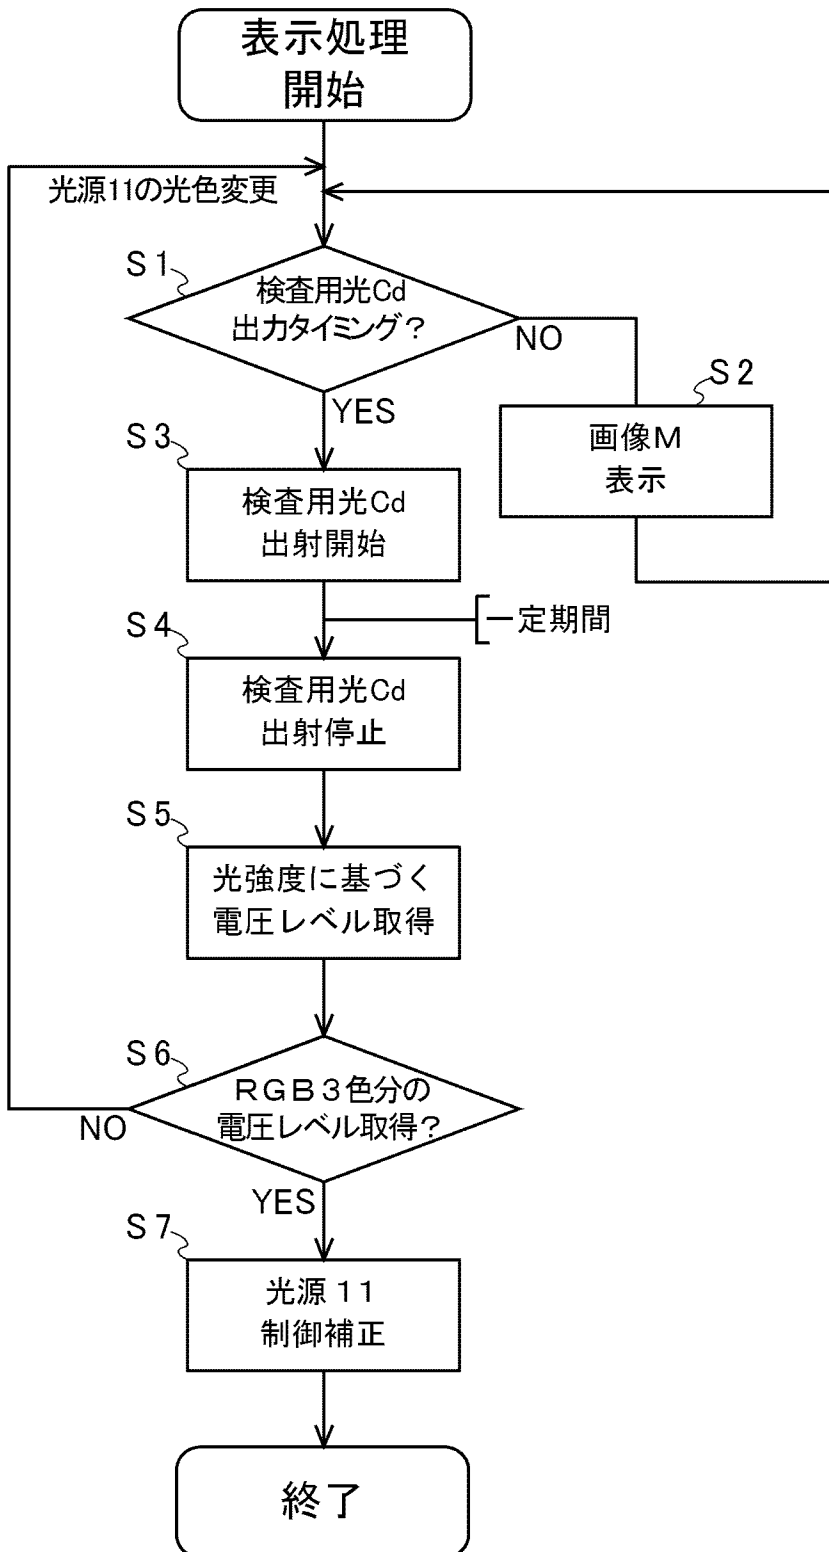 表示処理
開始
光源11の光色変更
S1
検査用光Cd
出力タイミング?
NO
YES
S2
画像M
表示
S3
検査用光Cd
出射開始
一定期間
S4
検査用光Cd
出射停止
S5
光強度に基づく
電圧レベル取得
S6
RGB3色分の
電圧レベル取得?
NO
YES
S7
光源11
制御補正
終了